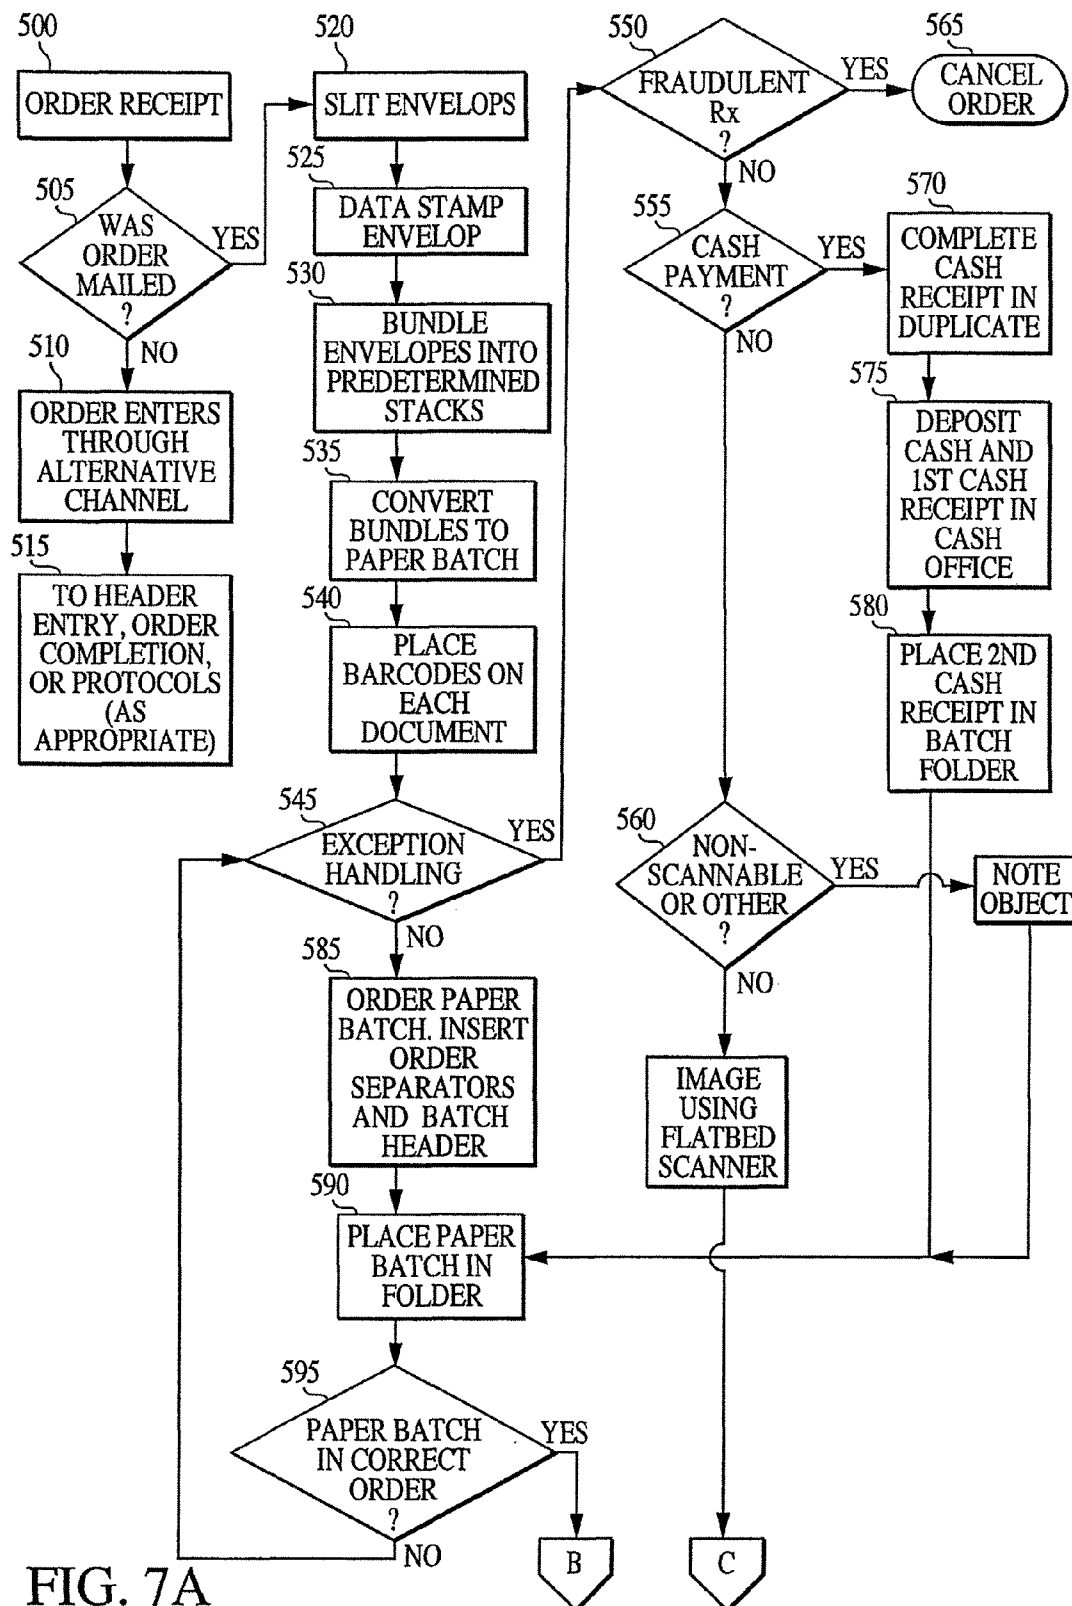 500
ORDER RECEIPT
505
WAS
ORDER
MAILED
?
YES
NO
510
ORDER ENTERS
THROUGH
ALTERNATIVE
CHANNEL
515
TO HEADER
ENTRY, ORDER
COMPLETION,
OR PROTOCOLS
(AS
APPROPRIATE)
520
SLIT ENVELOPS
525
DATA STAMP
ENVELOP
530
BUNDLE
ENVELOPES INTO
PREDETERMINED
STACKS
535
CONVERT
BUNDLES TO
PAPER BATCH
540
PLACE
BARCODES ON
EACH
DOCUMENT
545
EXCEPTION
HANDLING
?
YES
NO
585
ORDER PAPER
BATCH. INSERT
ORDER
SEPARATORS
AND BATCH
HEADER
590
PLACE PAPER
BATCH IN
FOLDER
595
PAPER BATCH
IN CORRECT
ORDER
?
YES
NO
B
550
FRAUDULENT
Rx
?
YES
NO
565
CANCEL
ORDER
555
CASH
PAYMENT
?
YES
NO
570
COMPLETE
CASH
RECEIPT IN
DUPLICATE
575
DEPOSIT
CASH AND
1ST CASH
RECEIPT IN
CASH
OFFICE
580
PLACE 2ND
CASH
RECEIPT IN
BATCH
FOLDER
560
NON-
SCANNABLE
OR OTHER
?
YES
NO
NOTE
OBJECT
IMAGE
USING
FLATBED
SCANNER
C
FIG. 7A